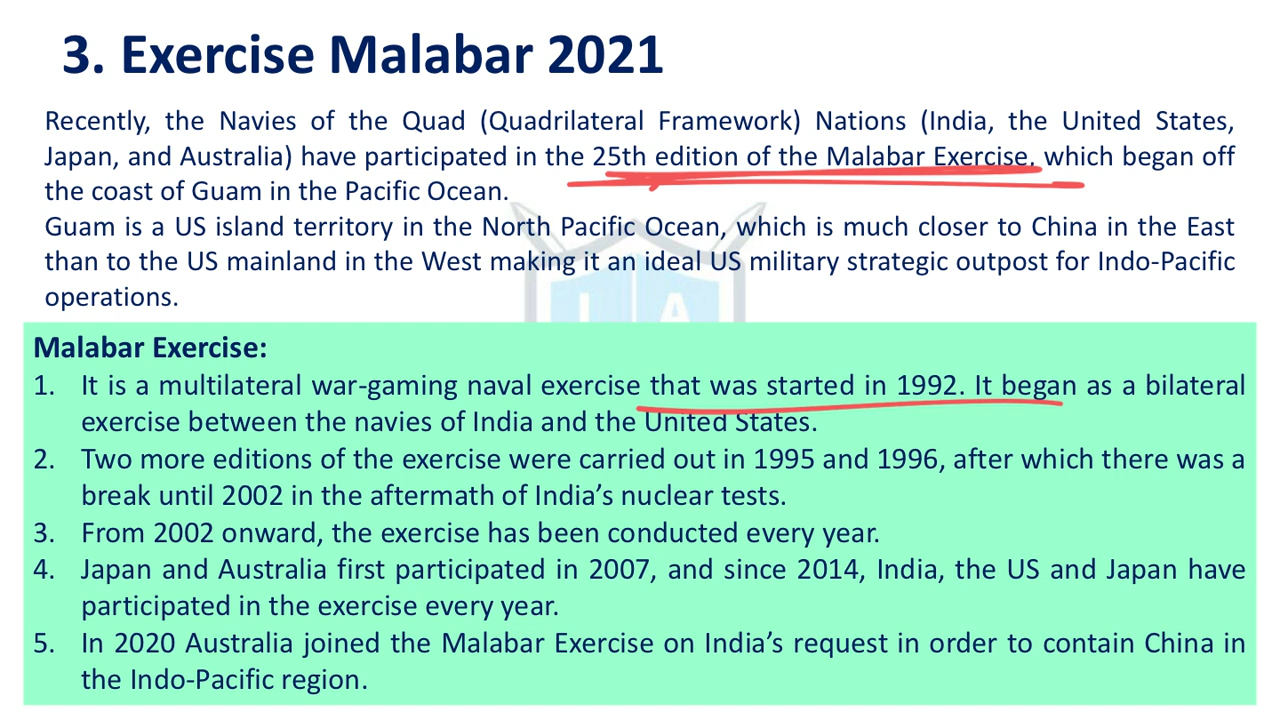 3. Exercise Malabar 2021
Recently, the Navies of the Quad (Quadrilateral Framework) Nations (India, the United States,
Japan, and Australia) have participated in the 25th edition of the Malabar Exercise, which began off
the coast of Guam in the Pacific Ocean.
Guam is a US island territory in the North Pacific Ocean, which is much closer to China in the East
than to the US mainland in the West making it an ideal US military strategic outpost for Indo-Pacific
operations.
I A
Malabar Exercise:
1. It is a multilateral war-gaming naval exercise that was started in 1992. It began as a bilateral
exercise between the navies of India and the United States.
2. Two more editions of the exercise were carried out in 1995 and 1996, after which there was a
break until 2002 in the aftermath of India’s nuclear tests.
3. From 2002 onward, the exercise has been conducted every year.
4. Japan and Australia first participated in 2007, and since 2014, India, the US and Japan have
participated in the exercise every year.
5. In 2020 Australia joined the Malabar Exercise on India’s request in order to contain China in
the Indo-Pacific region.